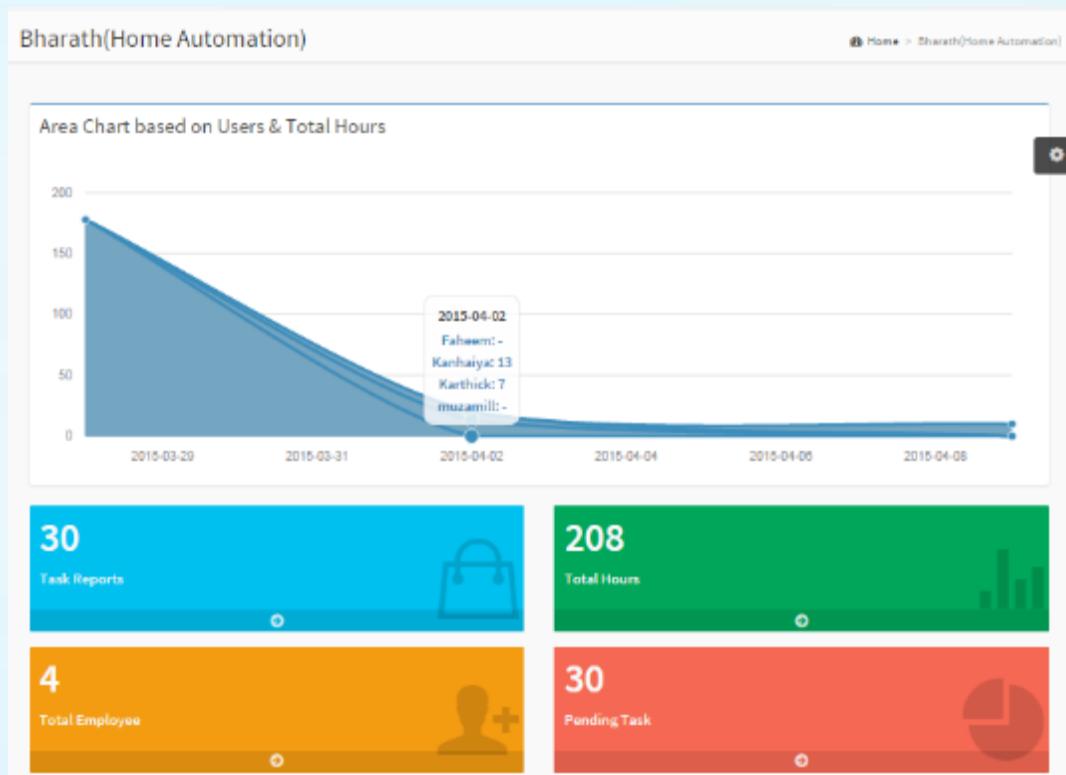 Bharath(Home Automation)
Home > Bharath(Home Automation)
Area Chart based on Users & Total Hours
200
150
100
50
0
2015-04-02
Faheem: -
Kanhaiya: 13
Karthick: 7
muzamill: -
2015-03-29 2015-03-31 2015-04-02 2015-04-04 2015-04-06 2015-04-08
30
Task Reports
208
Total Hours
4
Total Employee
30
Pending Task